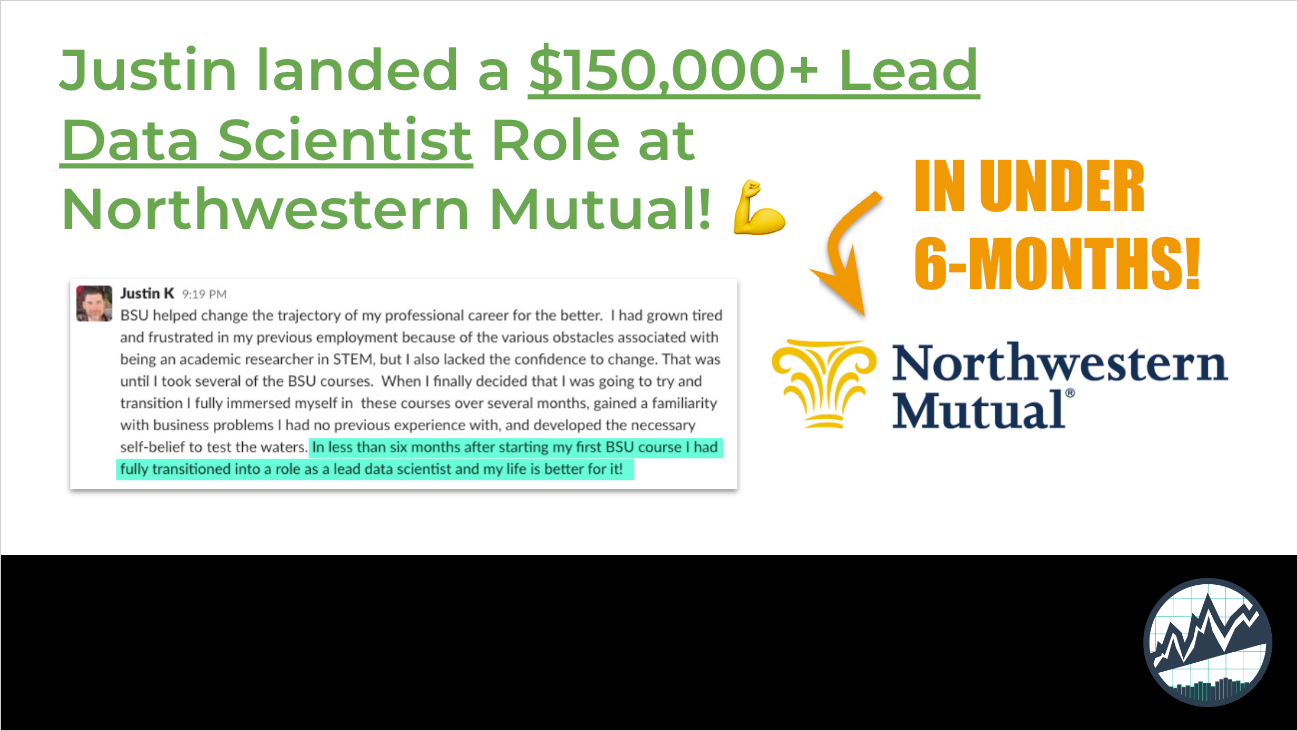 Justin landed a $150,000+ Lead
Data Scientist Role at
Northwestern Mutual! 💪
IN UNDER
6-MONTHS!
Justin K 9:19 PM
BSU helped change the trajectory of my professional career for the better. I had grown tired
and frustrated in my previous employment because of the various obstacles associated with
being an academic researcher in STEM, but I also lacked the confidence to change. That was
until I took several of the BSU courses. When I finally decided that I was going to try and
transition I fully immersed myself in these courses over several months, gained a familiarity
with business problems I had no previous experience with, and developed the necessary
self-belief to test the waters. In less than six months after starting my first BSU course I had
fully transitioned into a role as a lead data scientist and my life is better for it!
Northwestern
Mutual®